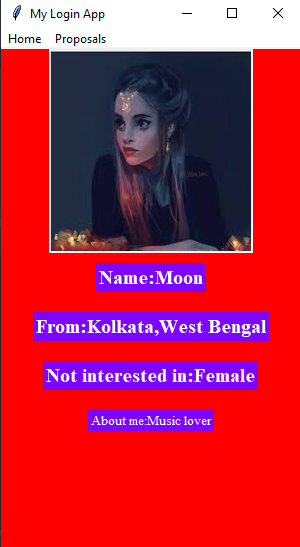 My Login App
Home Proposals
Name:Moon
From:Kolkata,West Bengal
Not interested in:Female
About me:Music lover